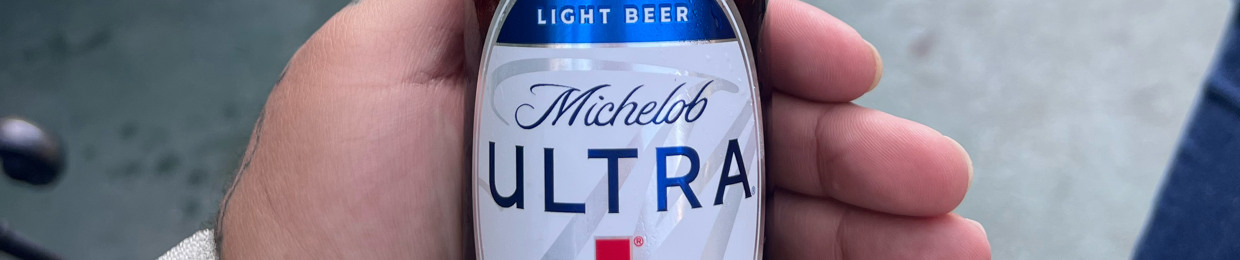 LIGHT BEER
Michelob
ULTRA
®